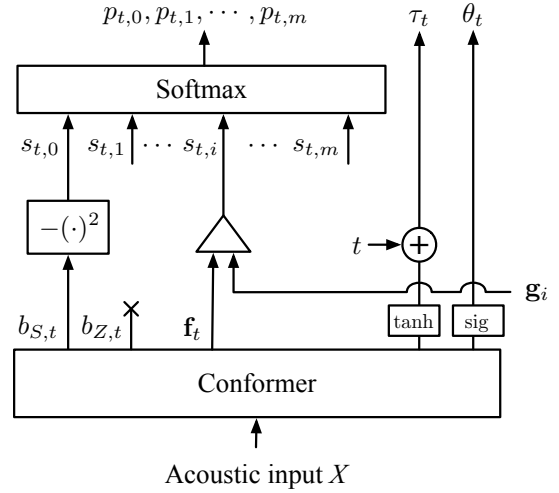 p_{t,0}, p_{t,1}, ⋯, p_{t,m} τ_t θ_t
Softmax
s_{t,0} s_{t,1} ⋯ s_{t,i} ⋯ s_{t,m}
−(·)²
t +
g_i
tanh sig
b_{S,t} b_{Z,t} f_t
Conformer
Acoustic input X